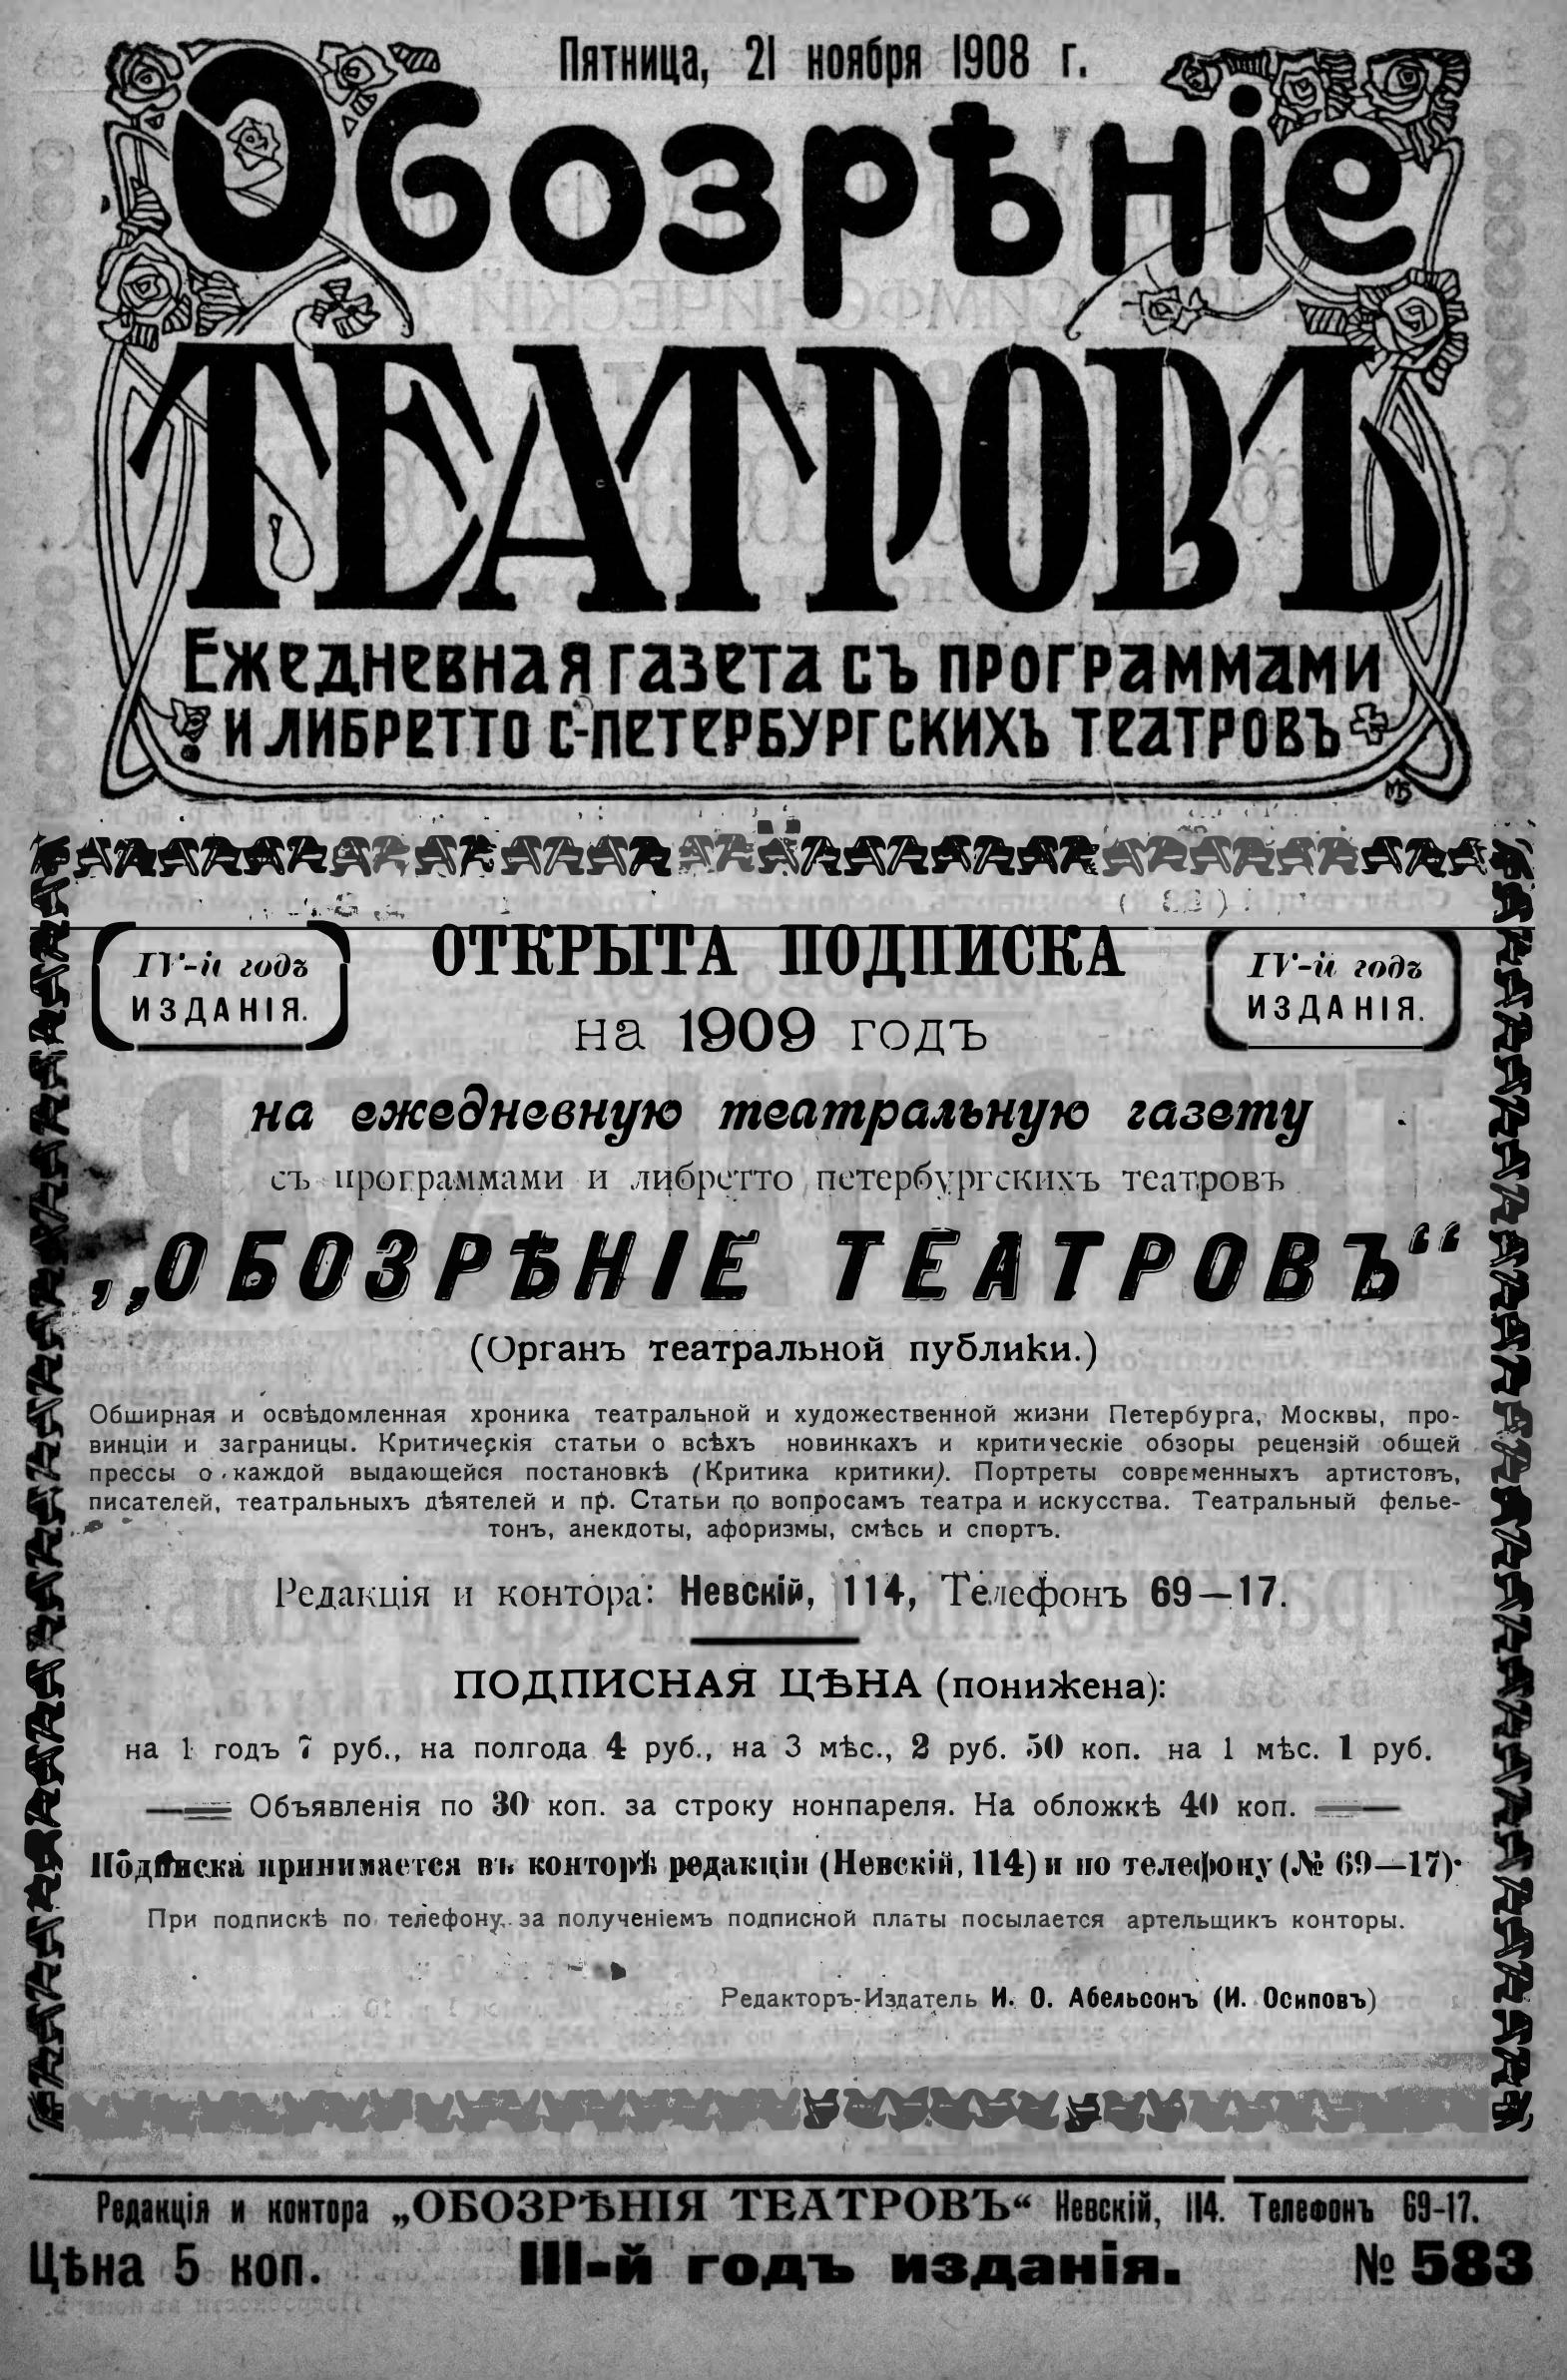 Пятница, 21 ноября 1908 г.
Обозрѣніе
ТЕАТРОВЪ
Ежедневная газета съ программами
и либретто С-Петербургскихъ театровъ
МБ
IV-й годъ
ИЗДАНІЯ.
ОТКРЫТА ПОДПИСКА
IV-й годъ
ИЗДАНІЯ.
на 1909 годъ
на ежедневную театральную газету
съ программами и либретто петербургскихъ театровъ
„ОБОЗРѢНІЕ ТЕАТРОВЪ“
(Органъ театральной публики.)
Обширная и освѣдомленная хроника театральной и художественной жизни Петербурга, Москвы, про-
винціи и заграницы. Критическія статьи о всѣхъ новинкахъ и критическіе обзоры рецензій общей
прессы о каждой выдающейся постановкѣ (Критика критики). Портреты современныхъ артистовъ,
писателей, театральныхъ дѣятелей и пр. Статьи по вопросамъ театра и искусства. Театральный фелье-
тонъ, анекдоты, афоризмы, смѣсь и спортъ.
Редакція и контора: Невскій, 114, Телефонъ 69—17.
ПОДПИСНАЯ ЦѢНА (понижена):
на 1 годъ 7 руб., на полгода 4 руб., на 3 мѣс., 2 руб. 50 коп. на 1 мѣс. 1 руб.
Объявленія по 30 коп. за строку нонпареля. На обложкѣ 40 коп.
Подписка принимается въ конторѣ редакціи (Невскій, 114) и по телефону (№ 69—17).
При подпискѣ по телефону, за полученіемъ подписной платы посылается артельщикъ конторы.
Редакторъ-Издатель И. О. Абельсонъ (И. Осиповъ)
Редакція и контора „ОБОЗРѢНІЯ ТЕАТРОВЪ“ Невскій, 114. Телефонъ 69-17.
Цѣна 5 коп. III-й годъ изданія. № 583